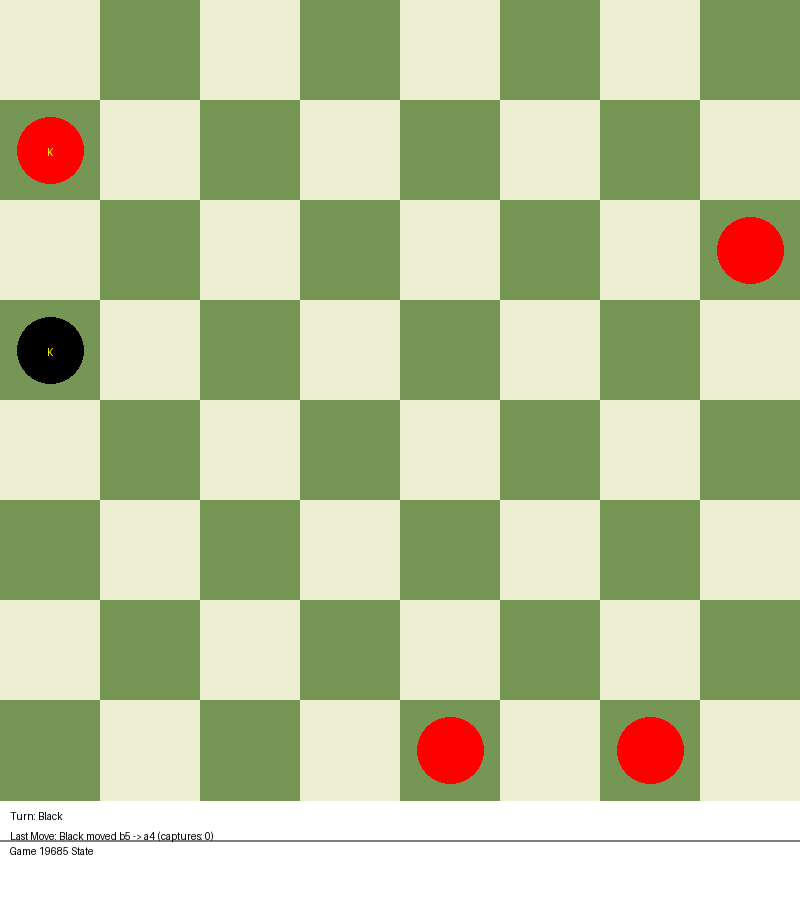 K
K
Turn: Black
Last Move: Black moved b5 -> a4 (captures: 0)
Game 19685 State